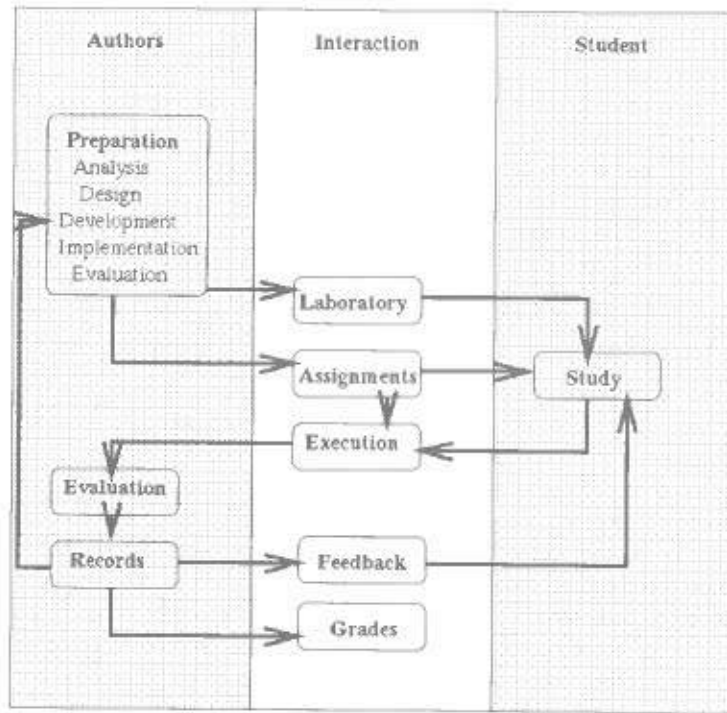 Authors
Interaction
Student
Preparation
Analysis
Design
Development
Implementation
Evaluation
Laboratory
Assignments
Study
Execution
Evaluation
Records
Feedback
Grades